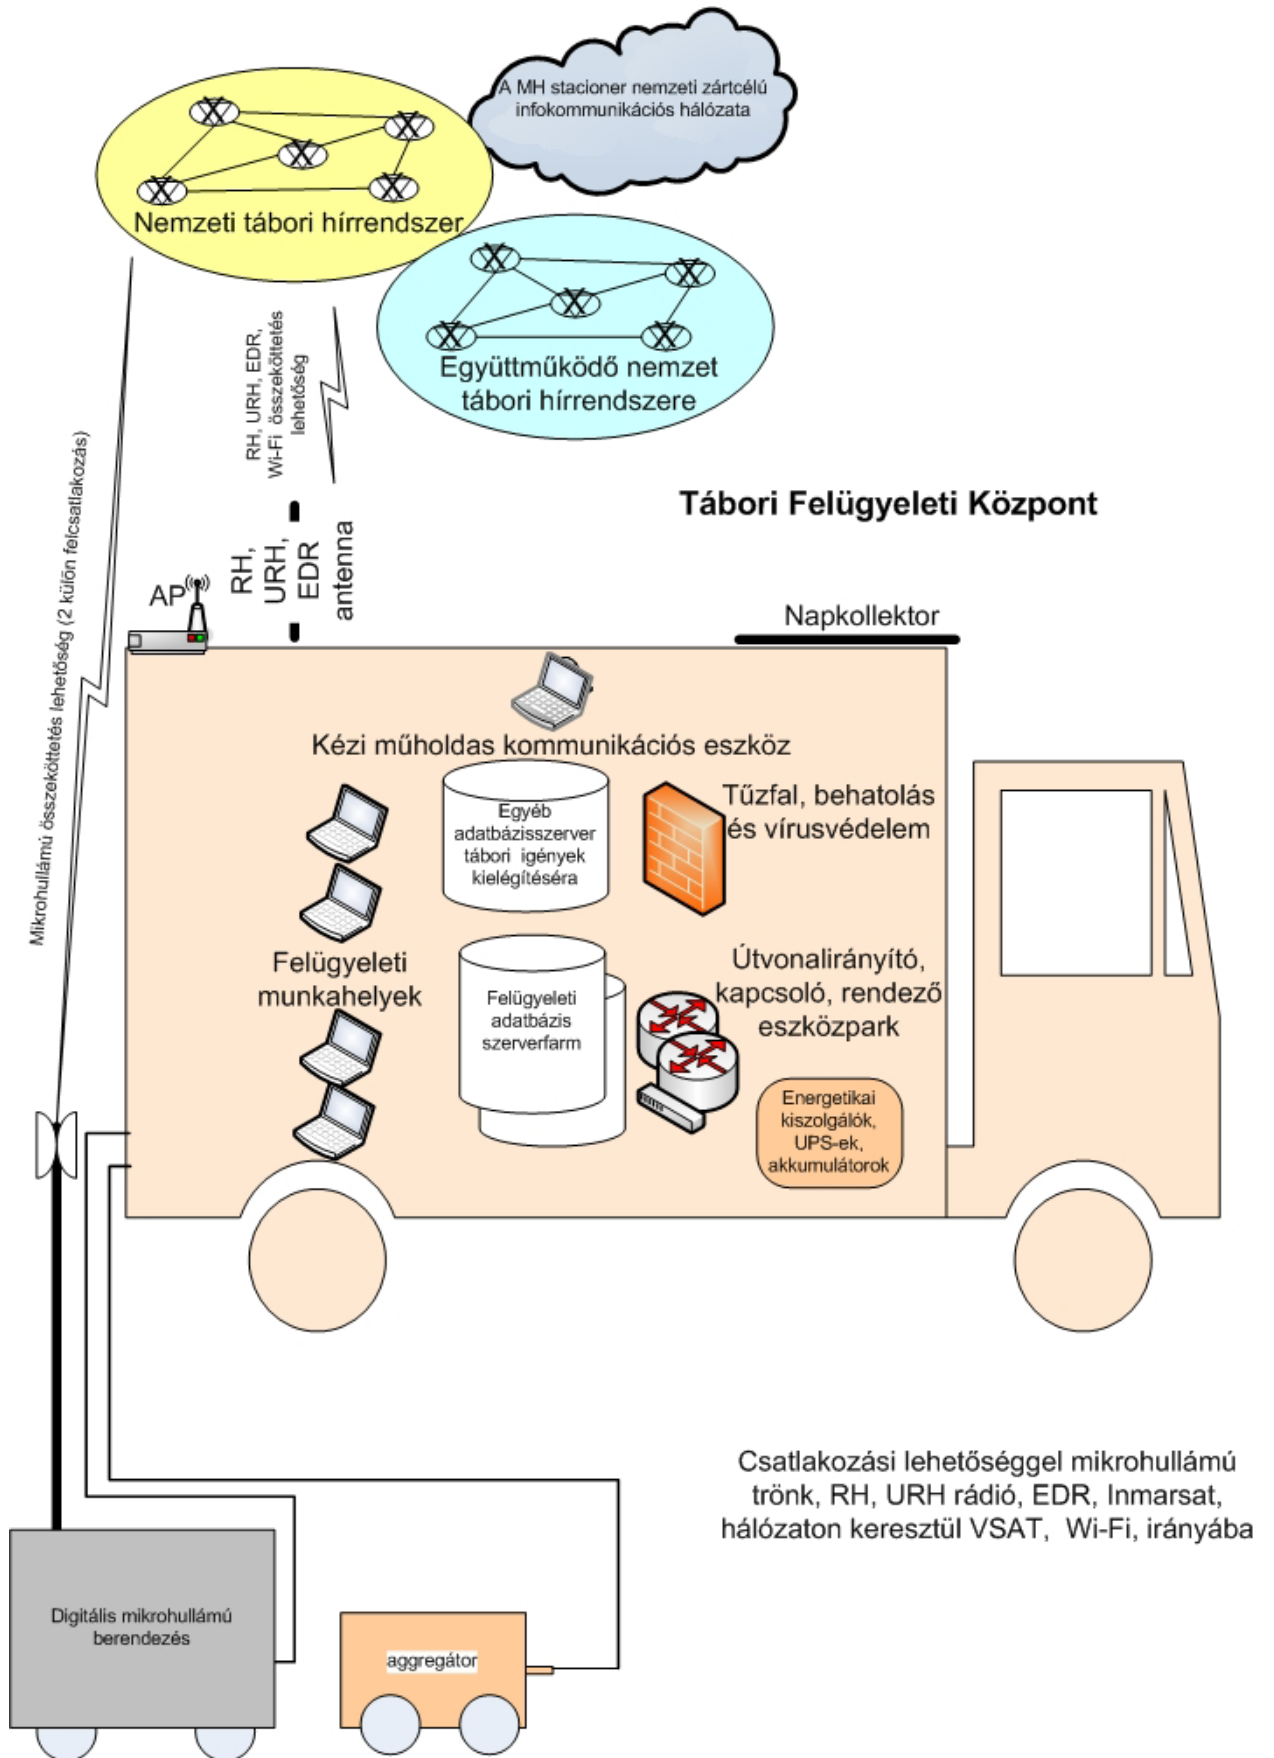 A MH stacioner nemzeti zártcélú
infokommunikációs hálózata
Nemzeti tábori hírrendszer
Együttműködő nemzet
tábori hírrendszere
RH, URH, EDR,
Wi-Fi összeköttetés
lehetőség
Mikrohullámú összeköttetés lehetőség (2 külön felcsatlakozás)
Tábori Felügyeleti Központ
AP
RH,
URH,
EDR
antenna
Napkollektor
Kézi műholdas kommunikációs eszköz
Egyéb
adatbázisszerver
tábori igények
kielégítéséra
Tűzfal, behatolás
és vírusvédelem
Felügyeleti
munkahelyek
Felügyeleti
adatbázis
szerverfarm
Útvonalirányító,
kapcsoló, rendező
eszközpark
Energetikai
kiszolgálók,
UPS-ek,
akkumulátorok
Csatlakozási lehetőséggel mikrohullámú
trönk, RH, URH rádió, EDR, Inmarsat,
hálózaton keresztül VSAT, Wi-Fi, irányába
Digitális mikrohullámú
berendezés
aggregátor